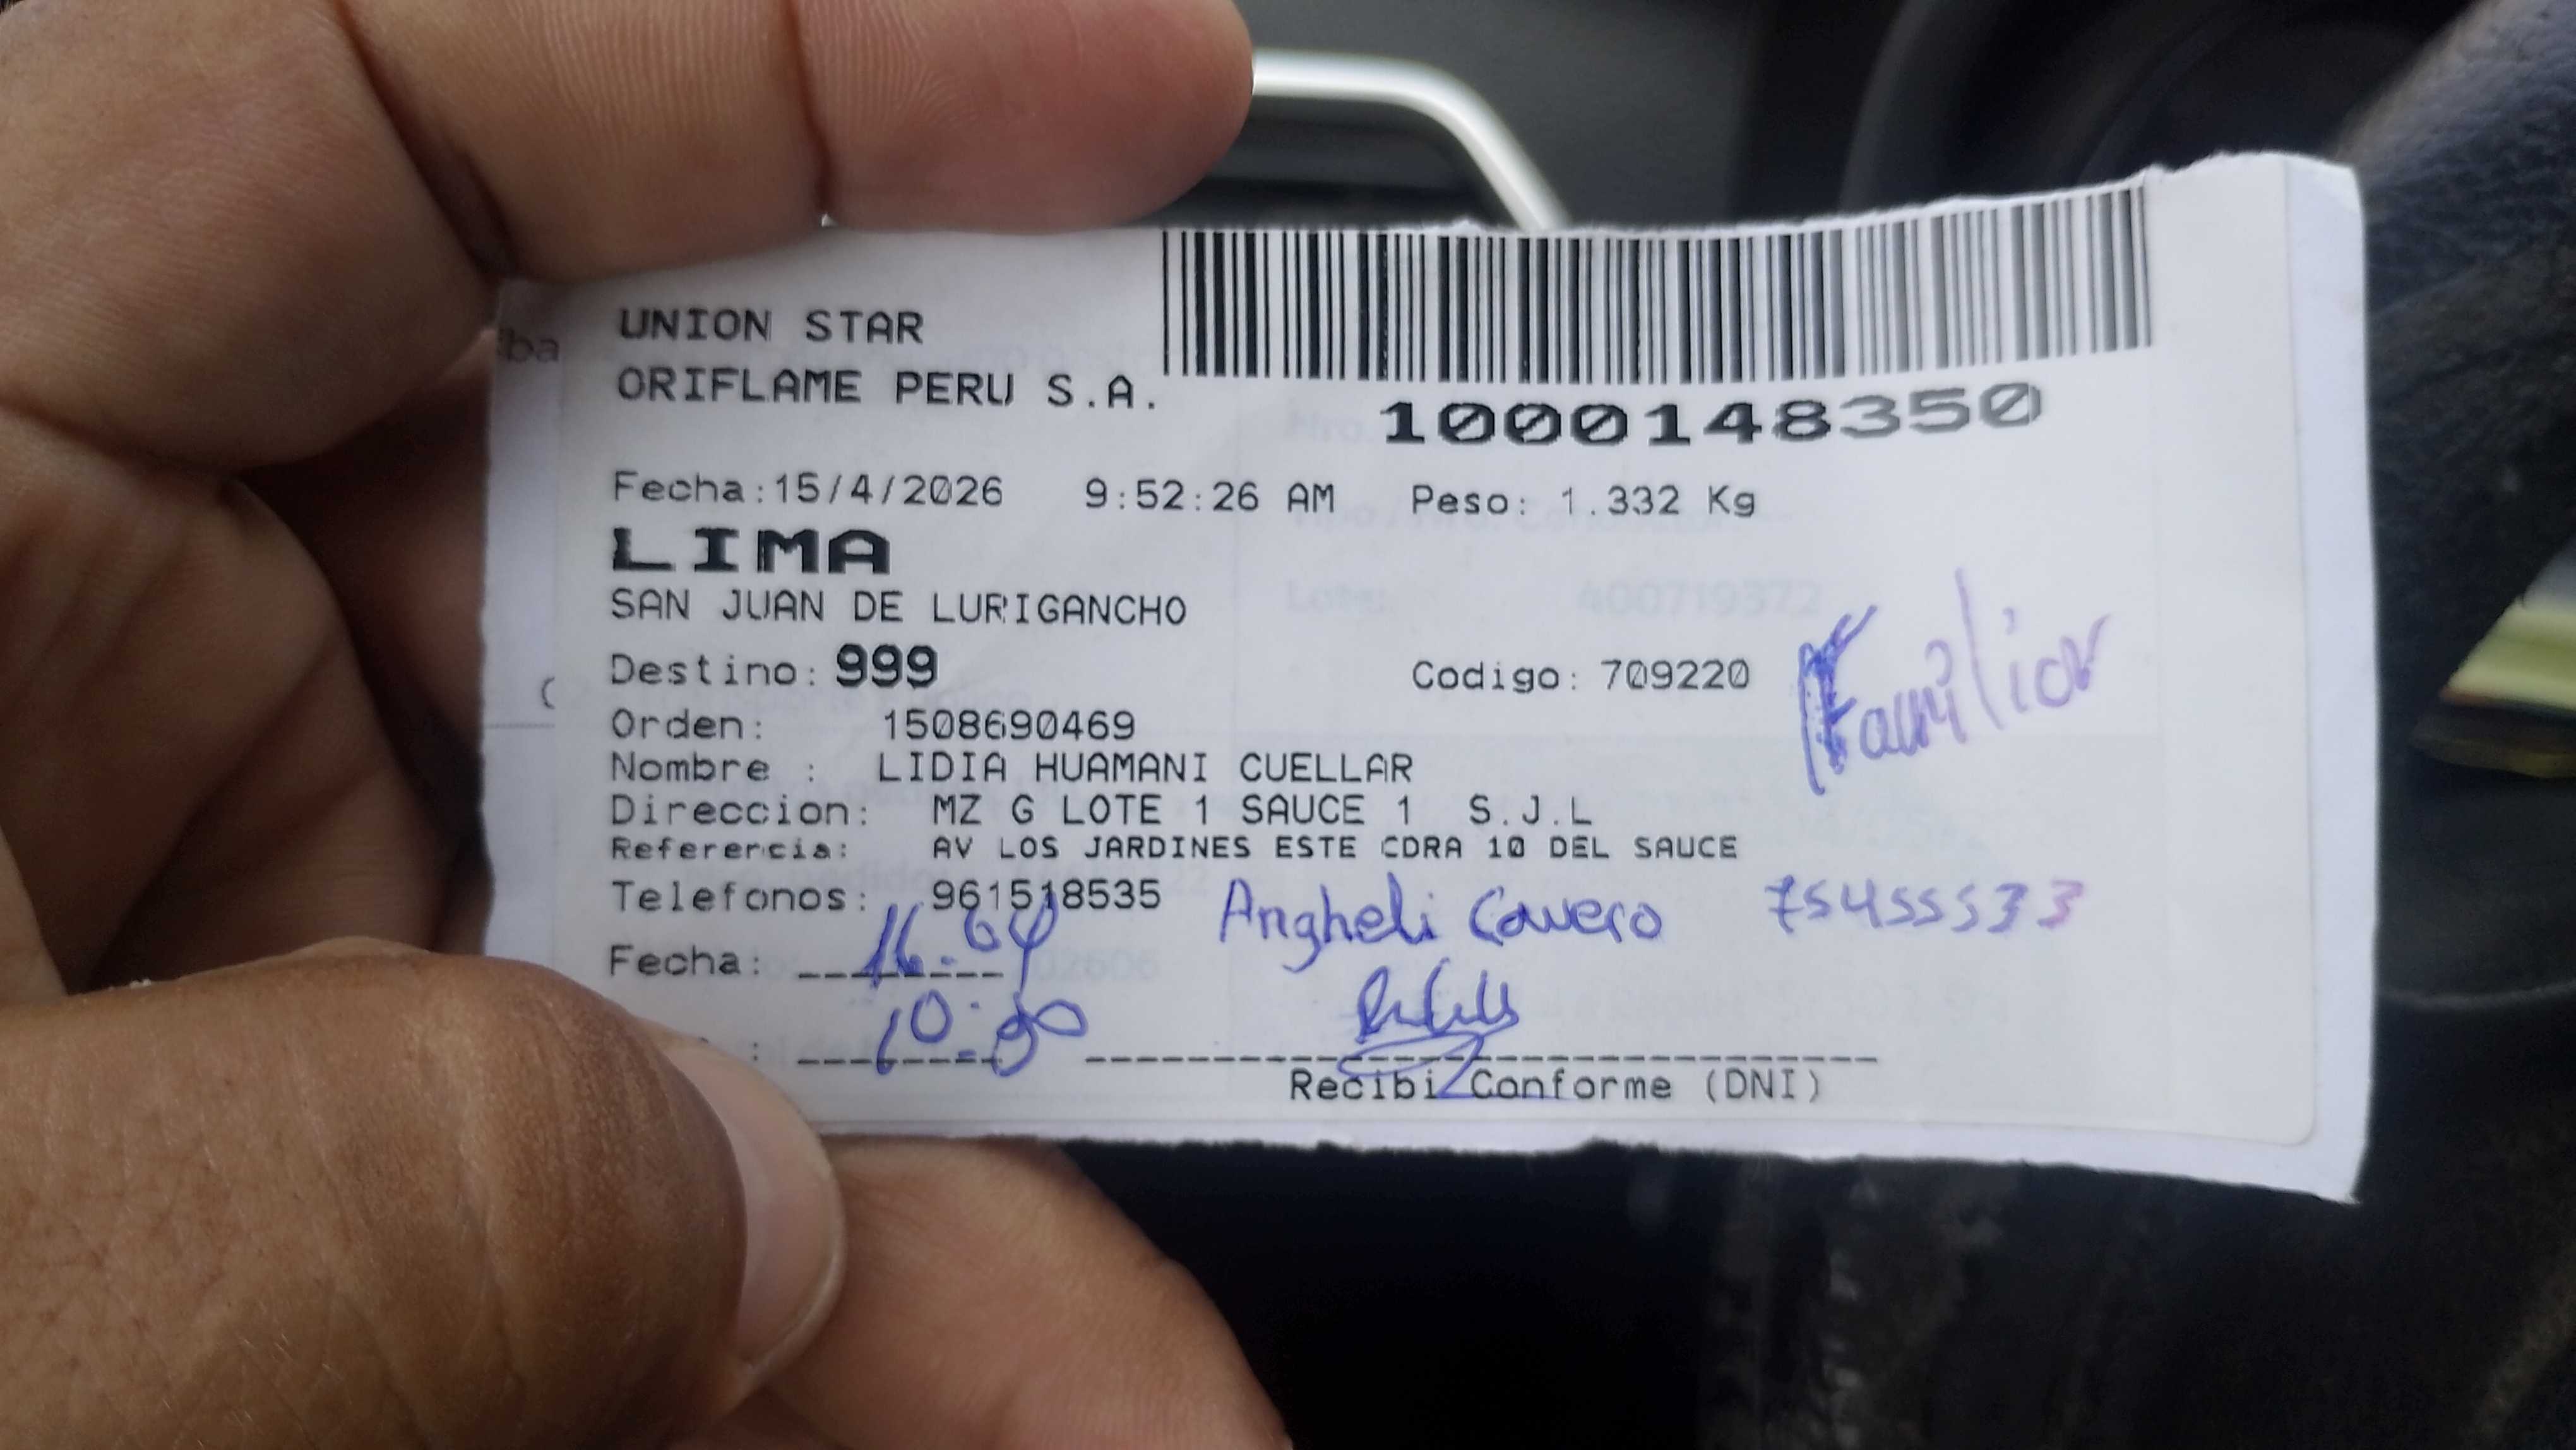 UNION STAR
ORIFLAME PERU S.A.
1000148350
Fecha:15/4/2026 9:52:26 AM Peso: 1.332 Kg
LIMA
SAN JUAN DE LURIGANCHO
Destino: 999 Codigo: 709220
Familiar
Orden: 1508690469
Nombre : LIDIA HUAMANI CUELLAR
Direccion: MZ G LOTE 1 SAUCE 1 S.J.L
Referencia: AV LOS JARDINES ESTE CDRA 10 DEL SAUCE
Telefonos: 961518535
Angheli Cavero 75455533
Fecha: 16-04
Recibi Conforme (DNI)